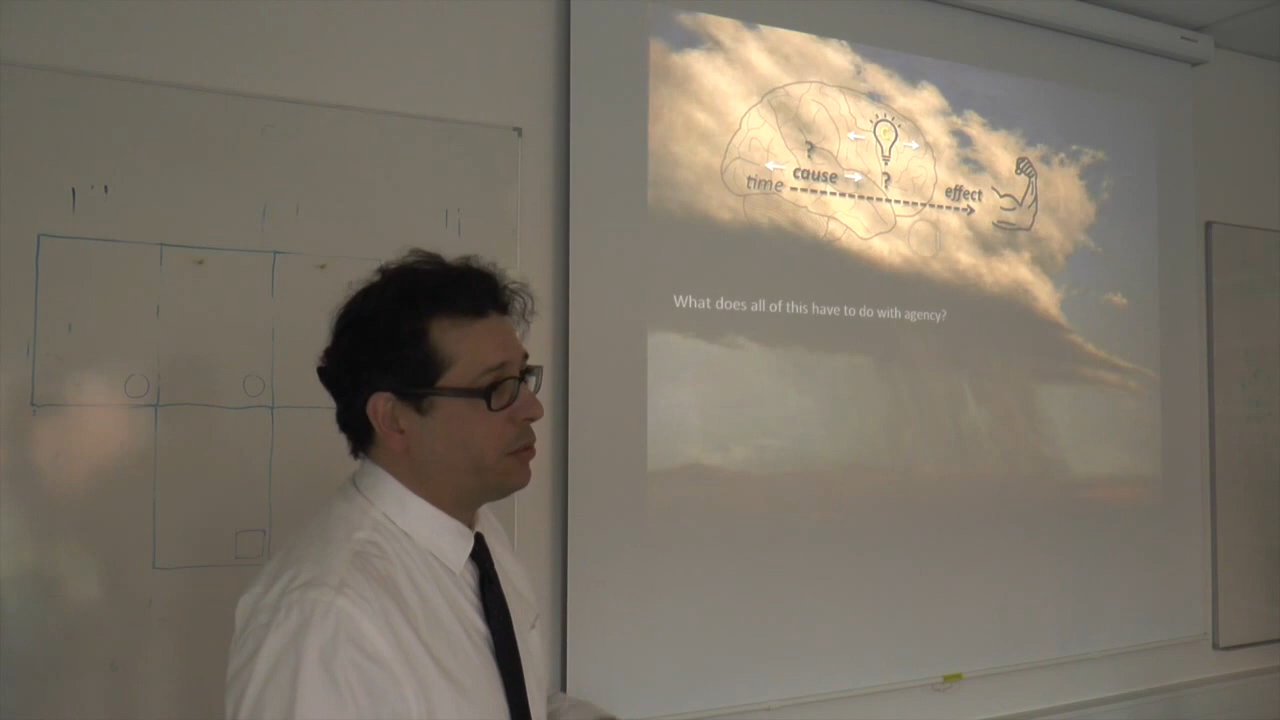 ?
cause
time
?
effect
What does all of this have to do with agency?